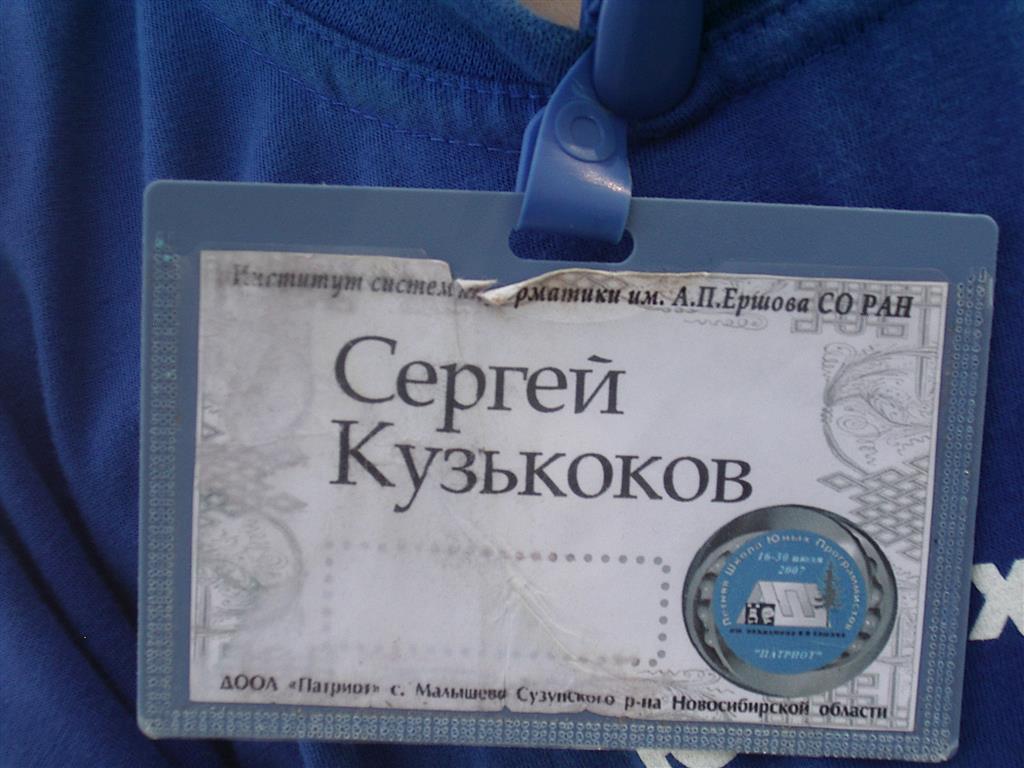 Институт систем рматики им. А.П.Ершова СО РАН
Сергей
Кузькоков
Летняя Школа Юных Программистов
16-30 июля
2007
"ПАТРИОТ"
ДООЛ «Патриот» с. Малышево Сузунского р-на Новосибирской области
х